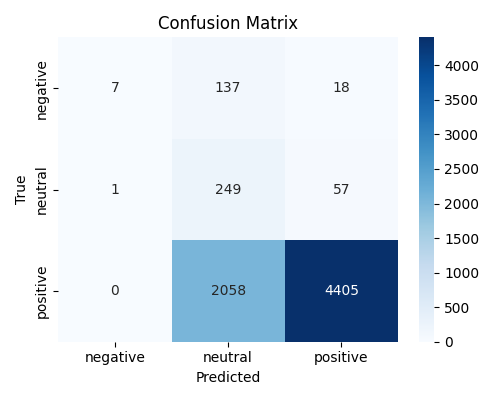 Confusion Matrix
True
negative
7 137 18
neutral
1 249 57
positive
0 2058 4405
negative neutral positive
Predicted
4000
3500
3000
2500
2000
1500
1000
500
0